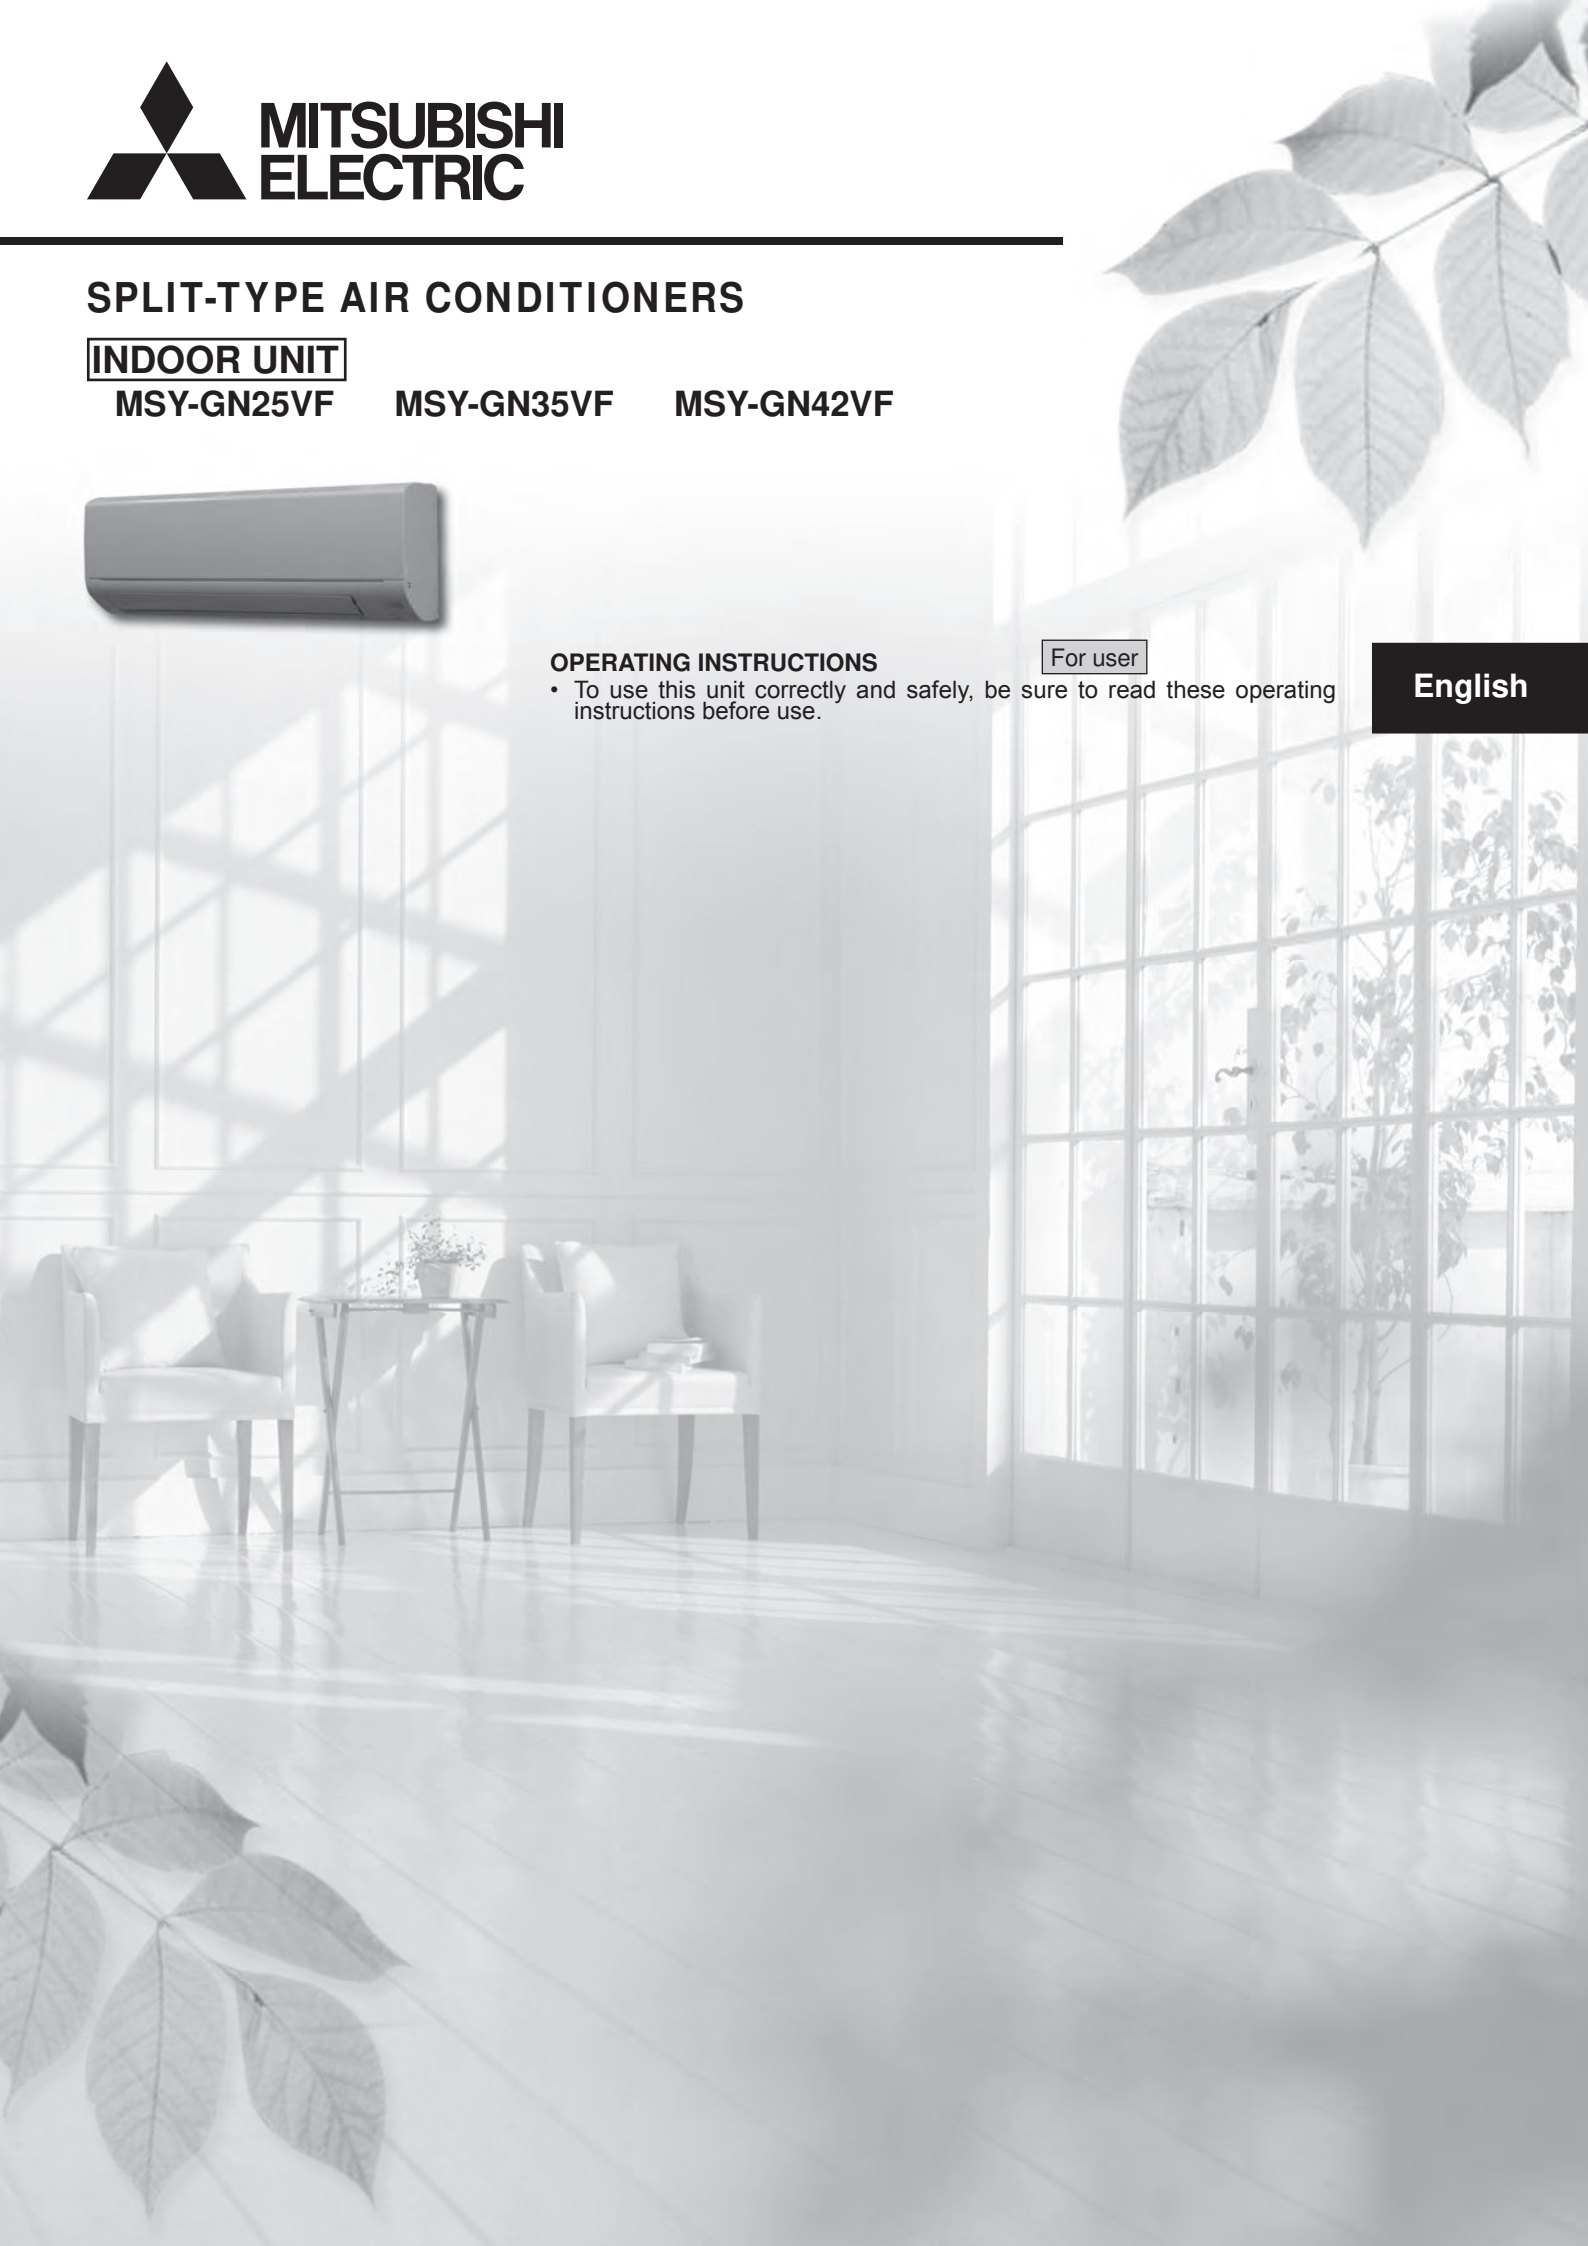 MITSUBISHI
ELECTRIC
SPLIT-TYPE AIR CONDITIONERS
INDOOR UNIT
MSY-GN25VF MSY-GN35VF MSY-GN42VF
OPERATING INSTRUCTIONS For user
• To use this unit correctly and safely, be sure to read these operating
instructions before use.
English